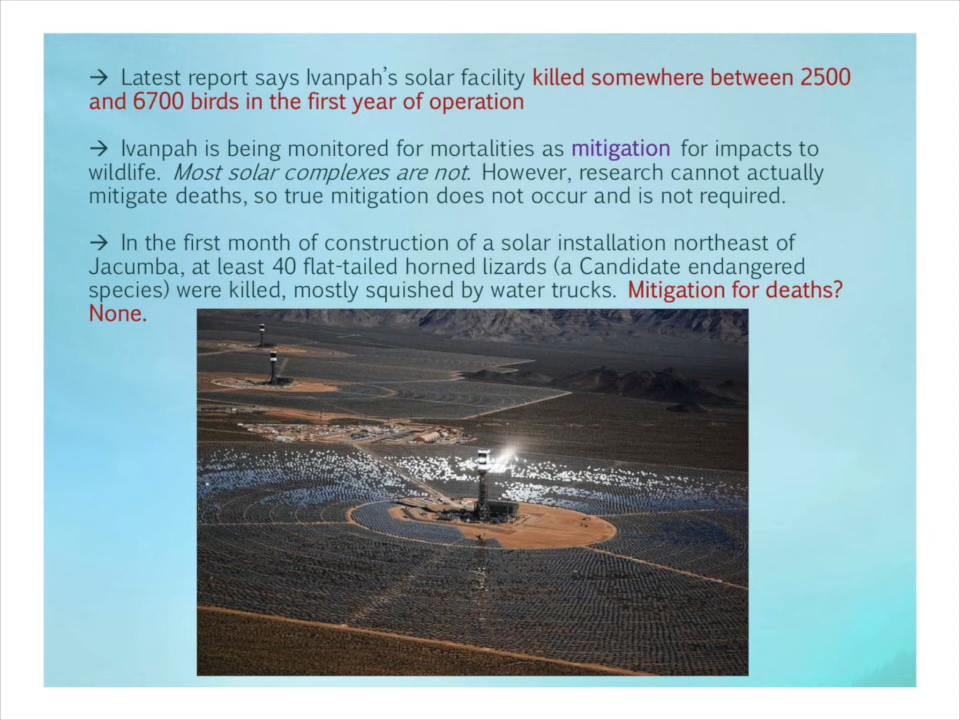 → Latest report says Ivanpah's solar facility killed somewhere between 2500
and 6700 birds in the first year of operation
→ Ivanpah is being monitored for mortalities as mitigation for impacts to
wildlife. Most solar complexes are not. However, research cannot actually
mitigate deaths, so true mitigation does not occur and is not required.
→ In the first month of construction of a solar installation northeast of
Jacumba, at least 40 flat-tailed horned lizards (a Candidate endangered
species) were killed, mostly squished by water trucks. Mitigation for deaths?
None.